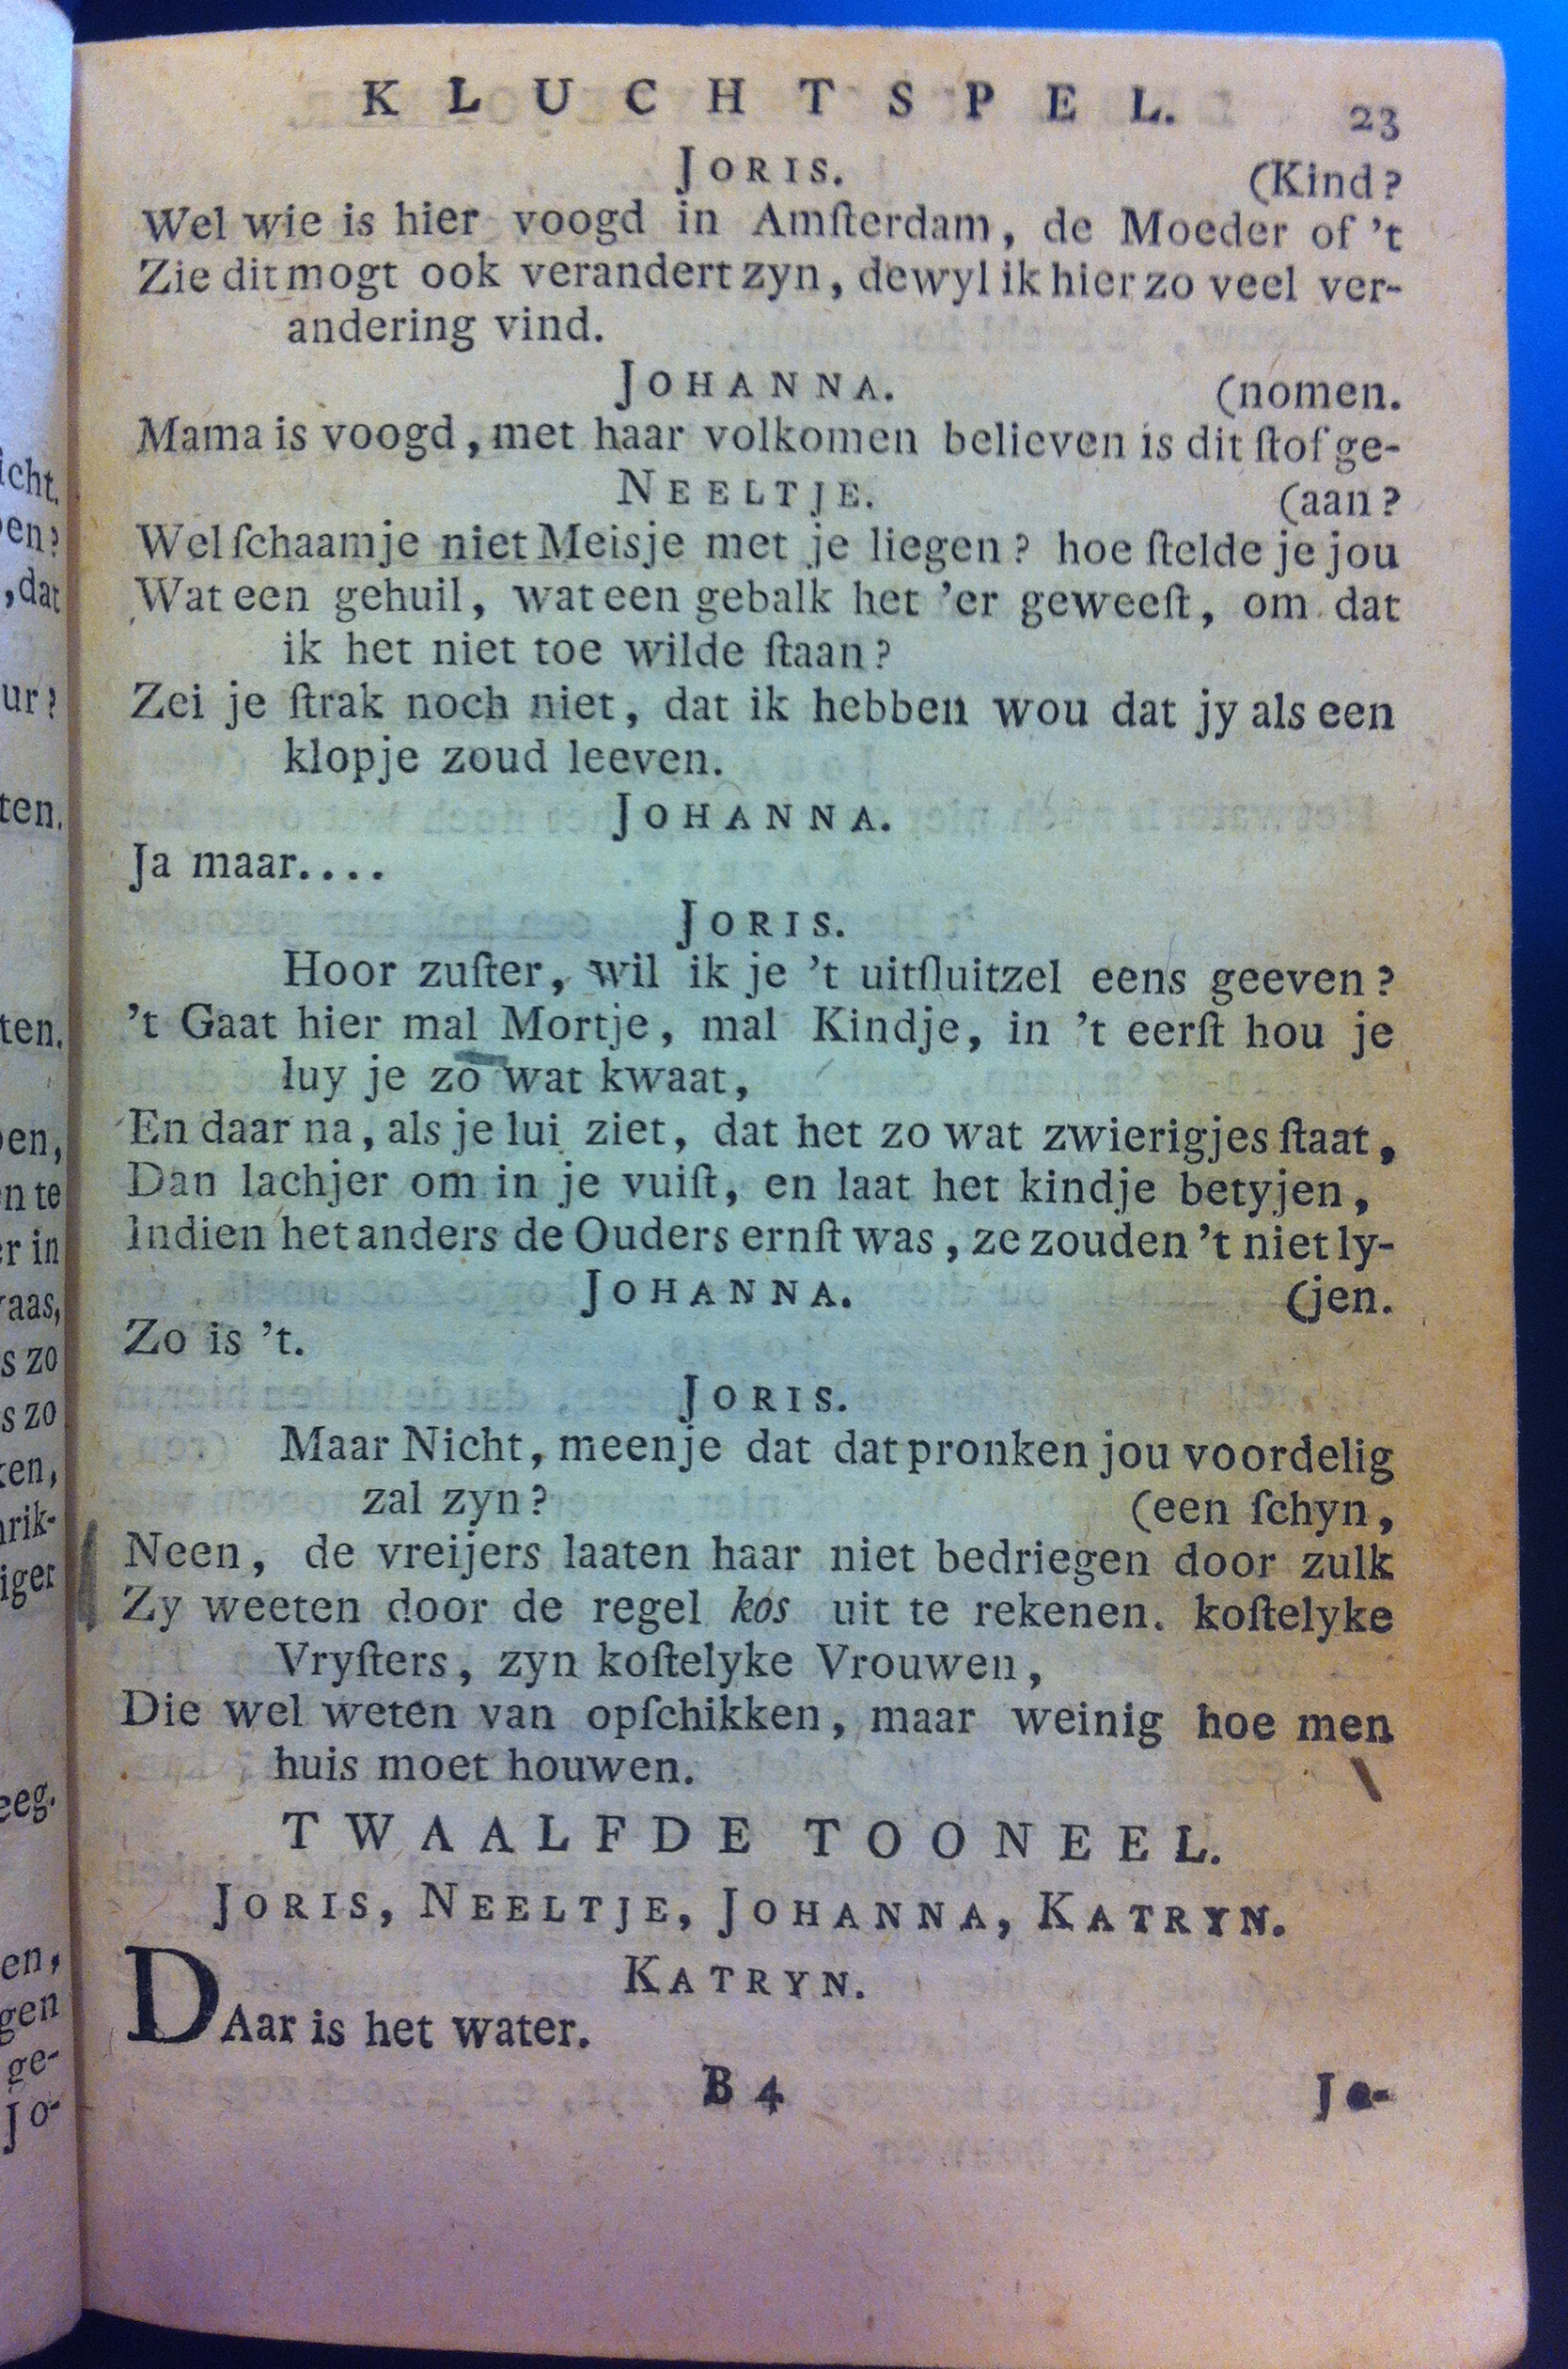 KLUCHTSPEL. 23
JORIS. (Kind?
Wel wie is hier voogd in Amſterdam, de Moeder of 't
Zie dit mogt ook verandert zyn, dewyl ik hier zo veel ver-
andering vind.
JOHANNA. (nomen.
Mama is voogd, met haar volkomen believen is dit ſtof ge-
NEELTJE. (aan?
Wel ſchaamje niet Meisje met je liegen? hoe ſtelde je jou
Wat een gehuil, wat een gebalk het 'er geweeſt, om dat
ik het niet toe wilde ſtaan?
Zei je ſtrak noch niet, dat ik hebben wou dat jy als een
klopje zoud leeven.
JOHANNA.
Ja maar....
JORIS.
Hoor zuſter, wil ik je 't uitſluitzel eens geeven?
't Gaat hier mal Mortje, mal Kindje, in 't eerſt hou je
luy je zo wat kwaat,
En daar na, als je lui ziet, dat het zo wat zwierigjes ſtaat,
Dan lachjer om in je vuiſt, en laat het kindje betyjen,
Indien het anders de Ouders ernſt was, ze zouden 't niet ly-
JOHANNA. (jen.
Zo is 't.
JORIS.
Maar Nicht, meenje dat dat pronken jou voordelig
zal zyn? (een ſchyn,
Neen, de vreijers laaten haar niet bedriegen door zulk
Zy weeten door de regel kos uit te rekenen. koſtelyke
Vryſters, zyn koſtelyke Vrouwen,
Die wel weten van opſchikken, maar weinig hoe men
huis moet houwen.
TWAALFDE TOONEEL.
JORIS, NEELTJE, JOHANNA, KATRYN.
KATRYN.
DAar is het water.
B 4 Jo-